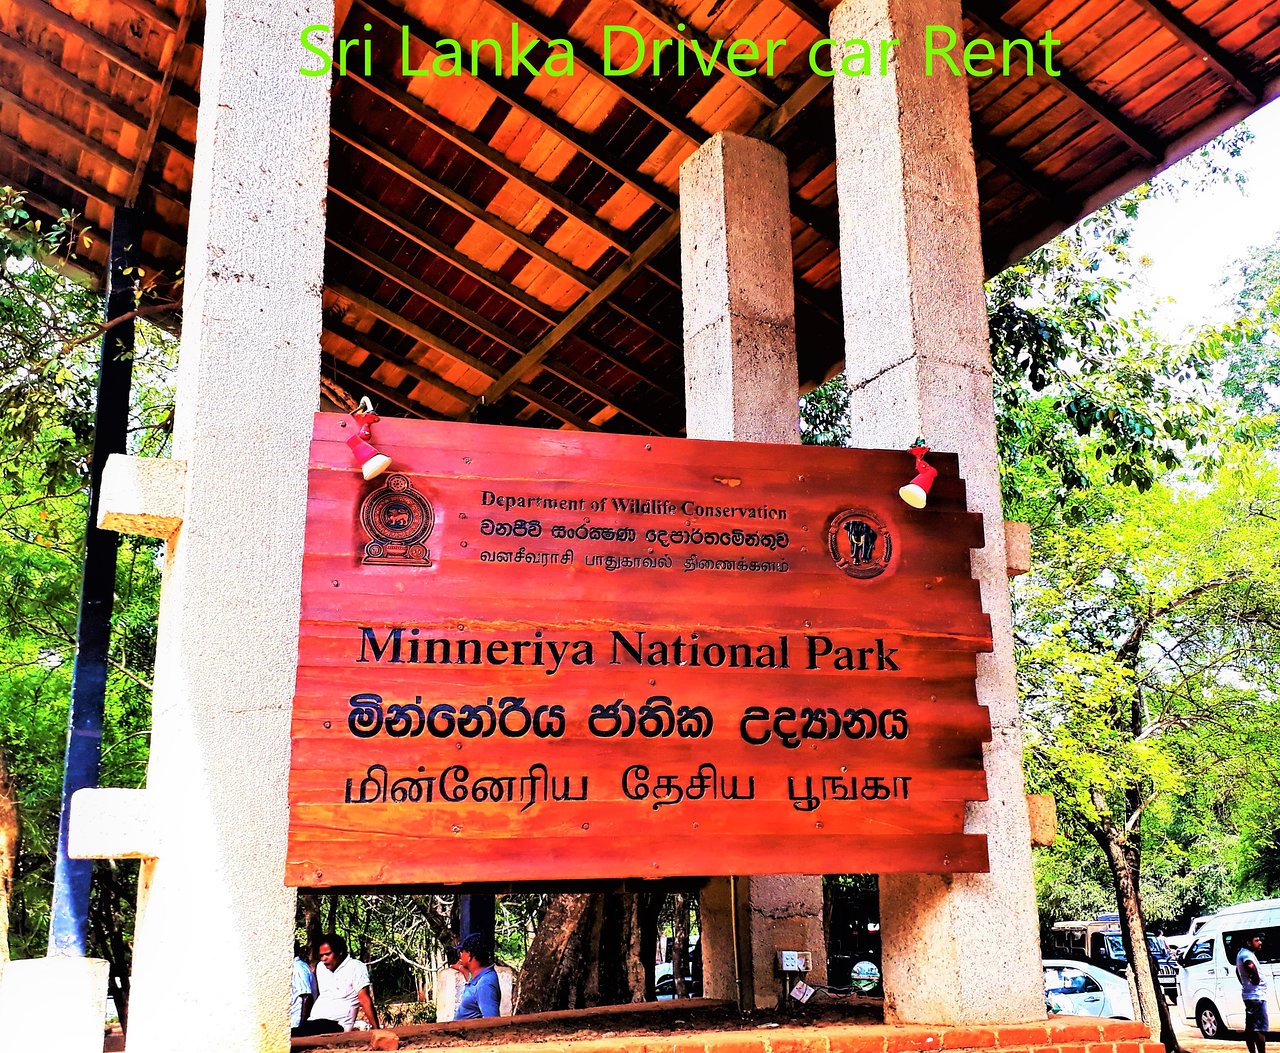 Sri Lanka Driver car Rent
Department of Wildlife Conservation
වනජීවී සංරක්ෂණ දෙපාර්තමේන්තුව
வனசீவராசி பாதுகாவல் திணைக்களம்
Minneriya National Park
මින්නේරිය ජාතික උද්‍යානය
மின்னேரிய தேசிய பூங்கா